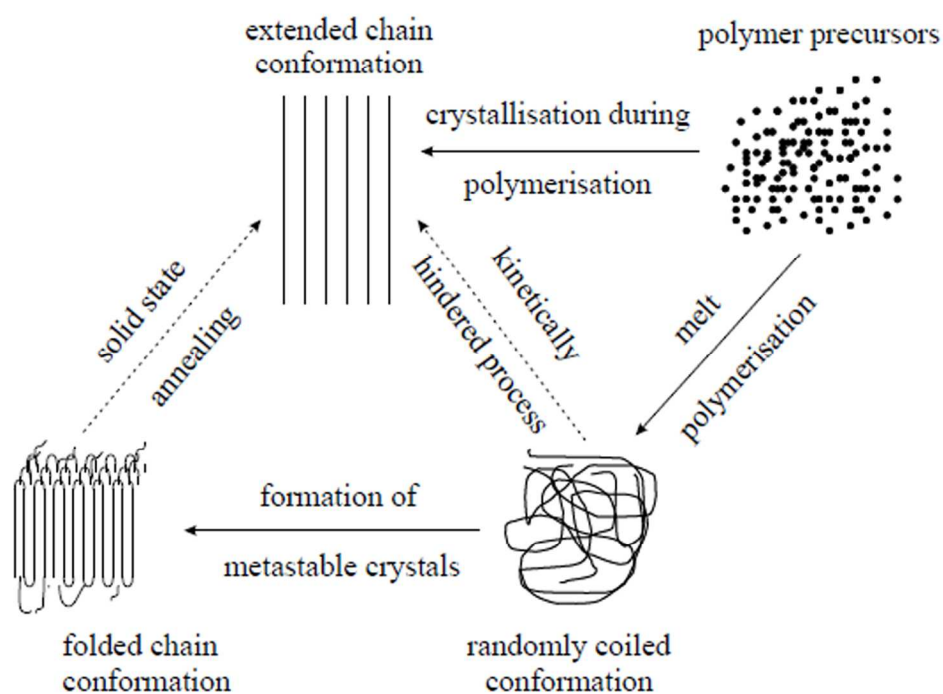 extended chain
conformation
polymer precursors
crystallisation during
polymerisation
solid state
annealing
kinetically
hindered process
melt
polymerisation
formation of
metastable crystals
folded chain
conformation
randomly coiled
conformation